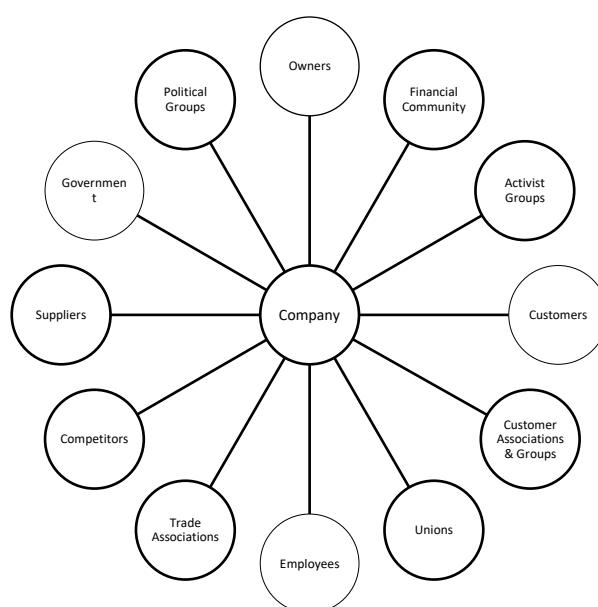 Owners
Political
Groups
Financial
Community
Governmen
t
Activist
Groups
Suppliers
Company
Customers
Competitors
Customer
Associations
& Groups
Trade
Associations
Unions
Employees